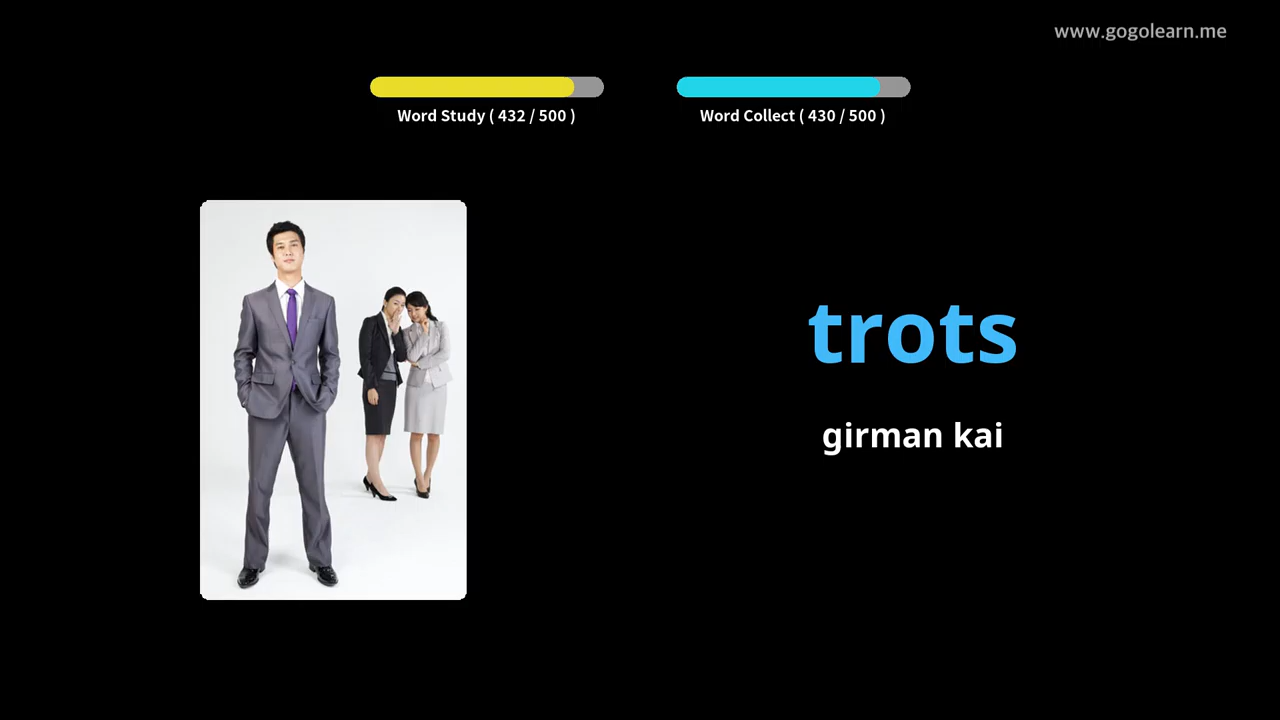 www.gogolearn.me
Word Study ( 432 / 500 )
Word Collect ( 430 / 500 )
trots
girman kai